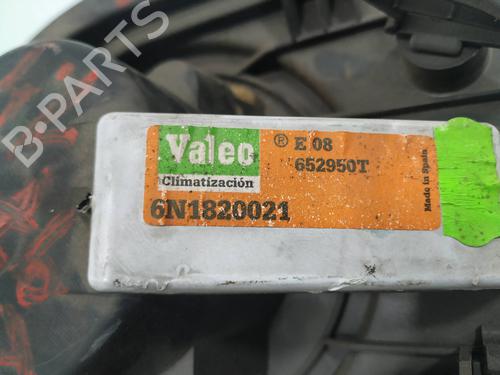 Valeo
Climatización
® E 08
652950T
6N1820021
Made in Spain
B-PARTS